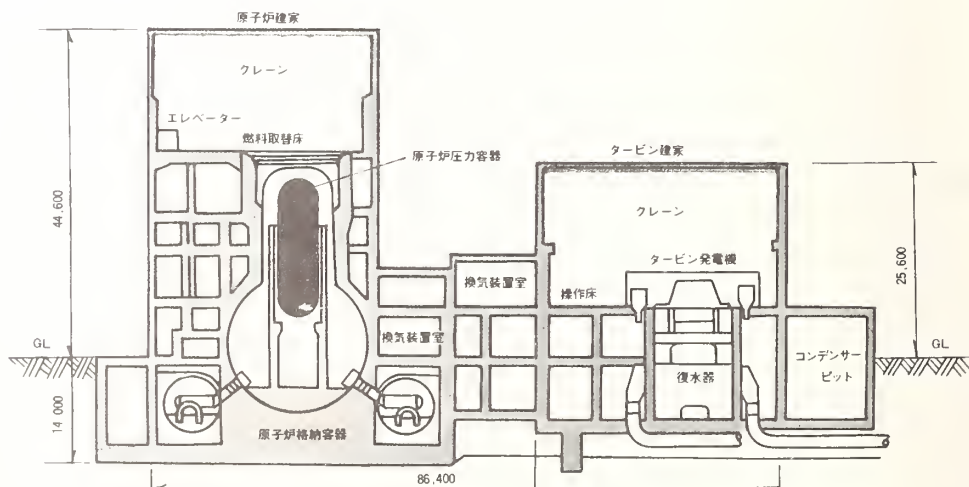 原子炉建家
クレーン
エレベーター
燃料取替床
原子炉圧力容器
タービン建家
クレーン
44,600
25,600
タービン発電機
換気装置室
操作床
換気装置室
GL
GL
コンデンサー
ピット
復水器
14,000
原子炉格納容器
86,400